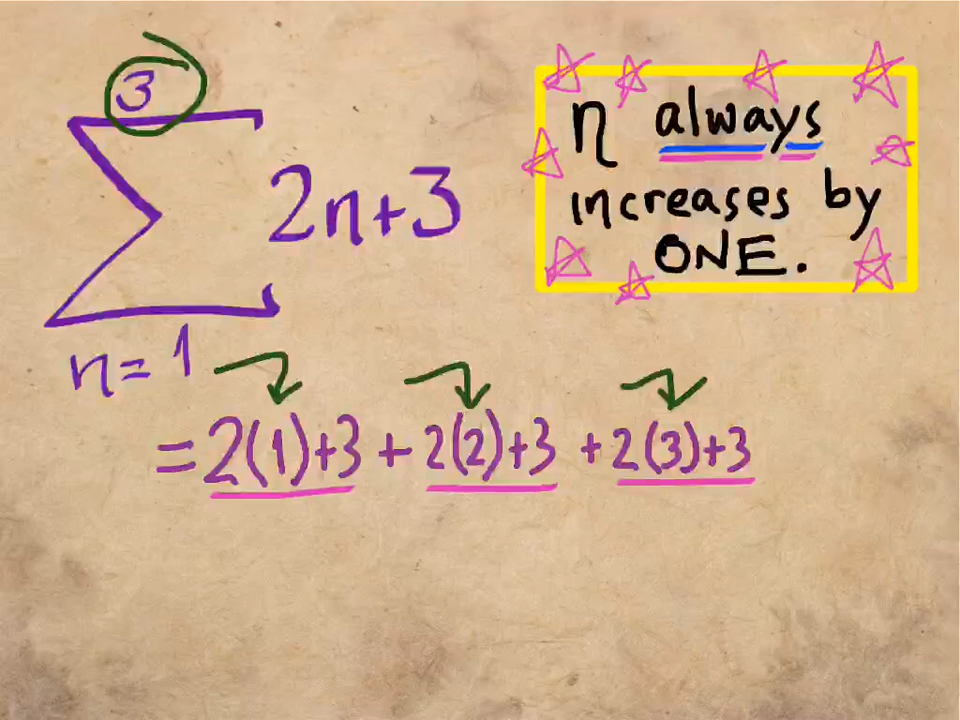 3
2n+3
n=1
n always
increases by
ONE.
=2(1)+3+2(2)+3+2(3)+3